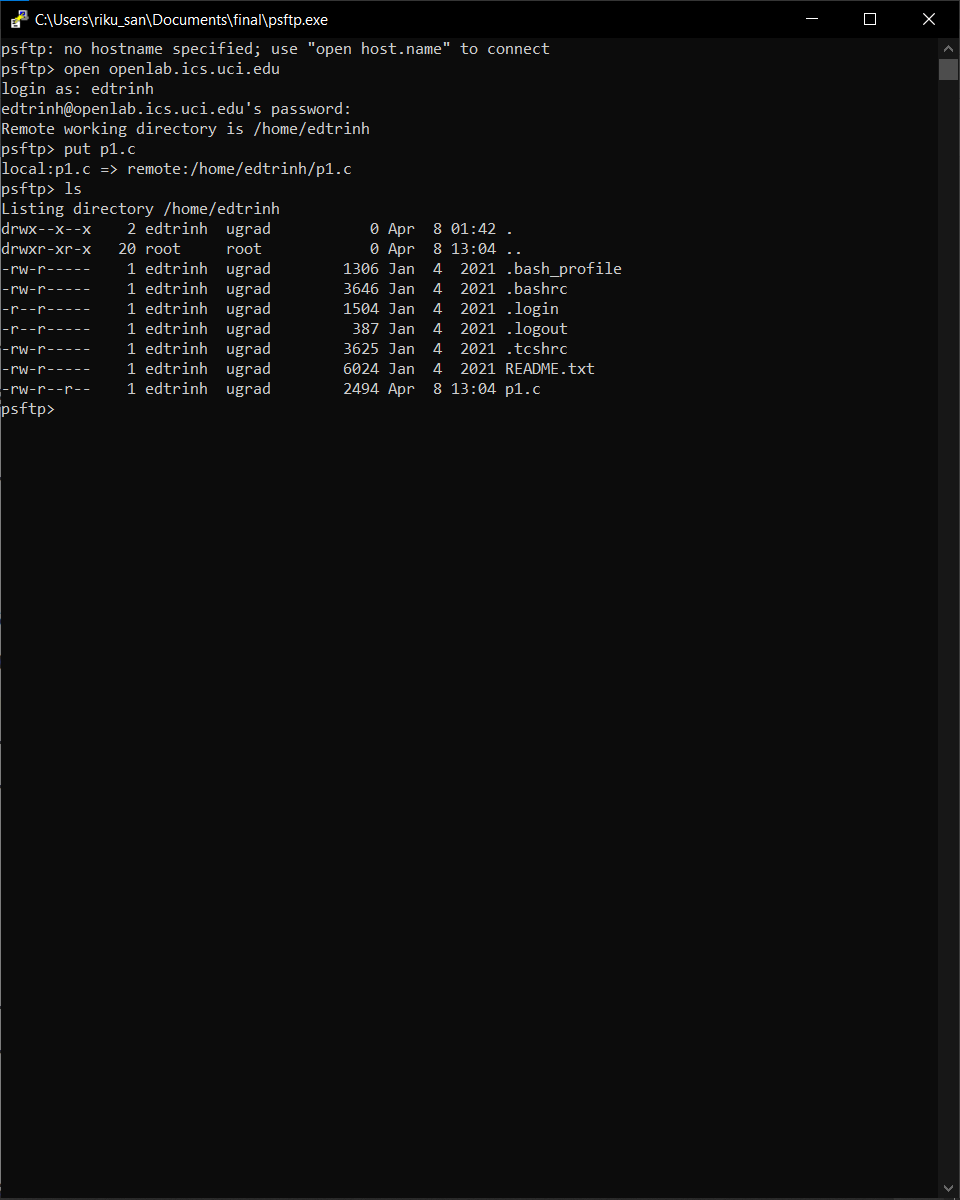 C:\Users\riku_san\Documents\final\psftp.exe
psftp: no hostname specified; use "open host.name" to connect
psftp> open openlab.ics.uci.edu
login as: edtrinh
edtrinh@openlab.ics.uci.edu's password:
Remote working directory is /home/edtrinh
psftp> put p1.c
local:p1.c => remote:/home/edtrinh/p1.c
psftp> ls
Listing directory /home/edtrinh
drwx--x--x    2 edtrinh  ugrad           0 Apr  8 01:42 .
drwxr-xr-x   20 root     root            0 Apr  8 13:04 ..
-rw-r-----    1 edtrinh  ugrad        1306 Jan  4  2021 .bash_profile
-rw-r-----    1 edtrinh  ugrad        3646 Jan  4  2021 .bashrc
-r--r-----    1 edtrinh  ugrad        1504 Jan  4  2021 .login
-r--r-----    1 edtrinh  ugrad         387 Jan  4  2021 .logout
-rw-r-----    1 edtrinh  ugrad        3625 Jan  4  2021 .tcshrc
-rw-r-----    1 edtrinh  ugrad        6024 Jan  4  2021 README.txt
-rw-r--r--    1 edtrinh  ugrad        2494 Apr  8 13:04 p1.c
psftp>